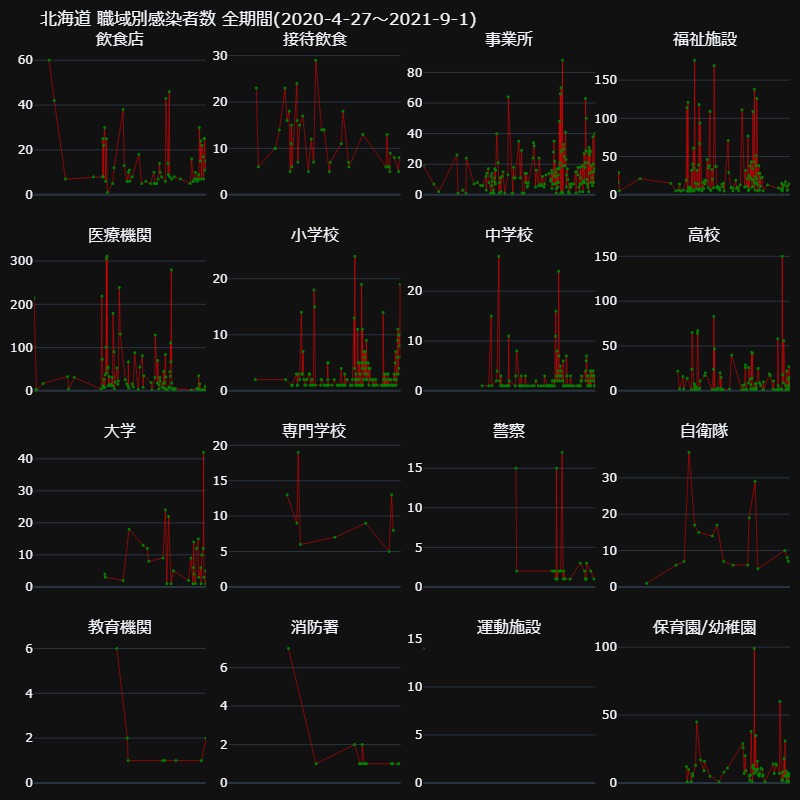 北海道 職域別感染者数 全期間(2020-4-27～2021-9-1)
飲食店 接待飲食 事業所 福祉施設
60 40 20 0
30 20 10 0
80 60 40 20 0
150 100 50 0
医療機関 小学校 中学校 高校
300 200 100 0
20 10 0
20 10 0
150 100 50 0
大学 専門学校 警察 自衛隊
40 30 20 10 0
20 15 10 5 0
15 10 5 0
30 20 10 0
教育機関 消防署 運動施設 保育園/幼稚園
6 4 2 0
6 4 2 0
15 10 5 0
100 50 0